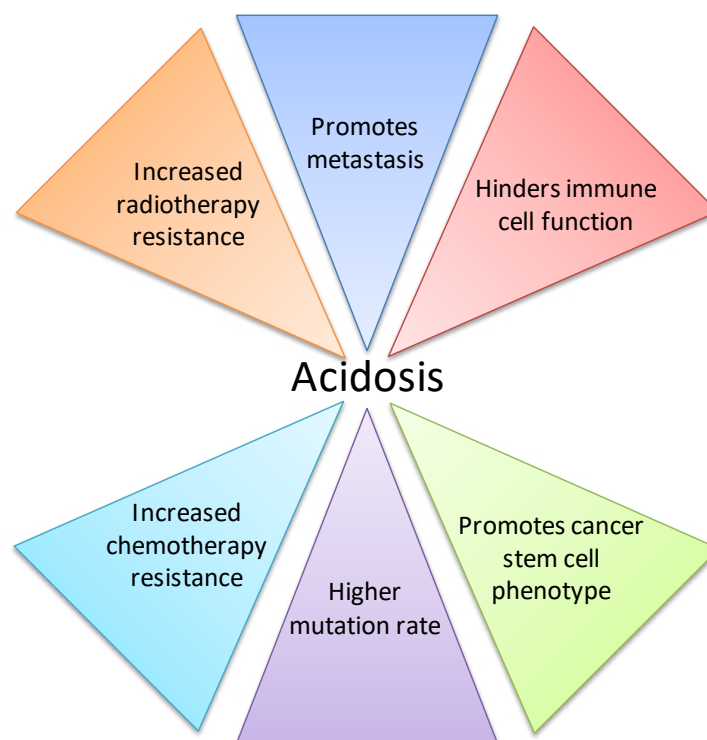 Promotes
metastasis
Increased
radiotherapy
resistance
Hinders immune
cell function
Acidosis
Increased
chemotherapy
resistance
Higher
mutation rate
Promotes cancer
stem cell
phenotype